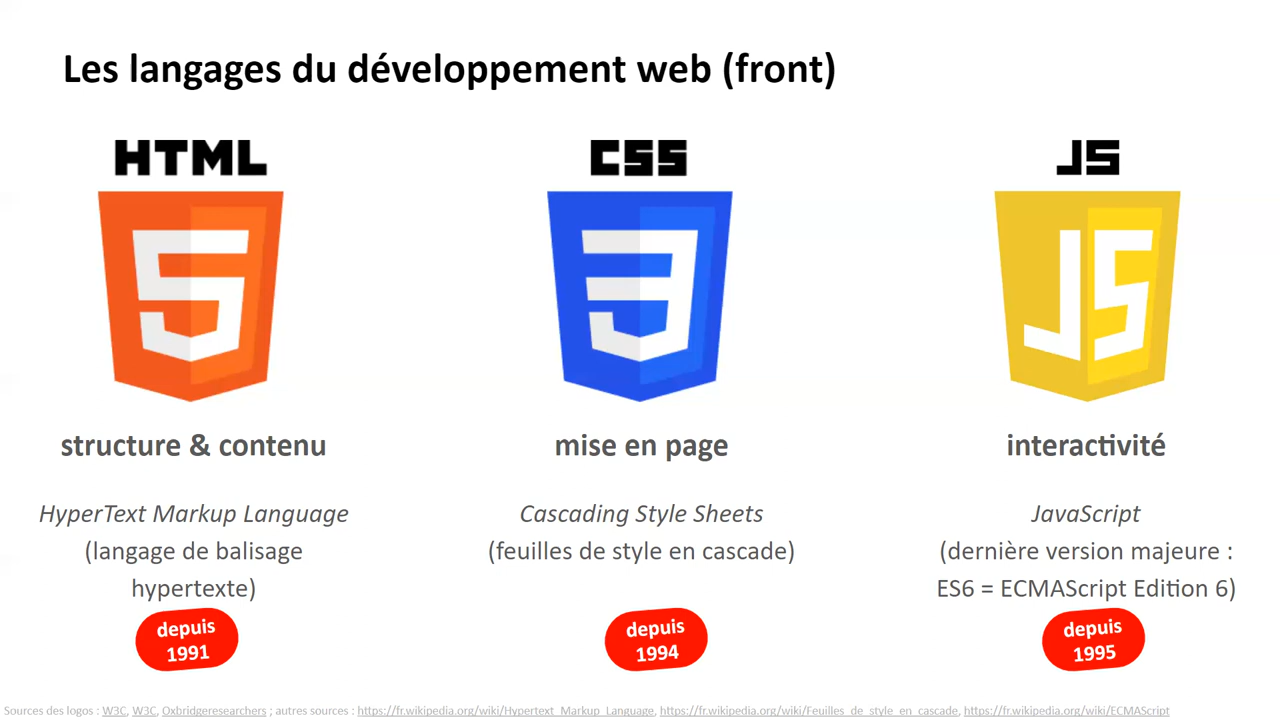 Les langages du développement web (front)
HTML
5
structure & contenu
HyperText Markup Language
(langage de balisage
hypertexte)
depuis
1991
CSS
3
mise en page
Cascading Style Sheets
(feuilles de style en cascade)
depuis
1994
JS
JS
interactivité
JavaScript
(dernière version majeure :
ES6 = ECMAScript Edition 6)
depuis
1995
Sources des logos : W3C, W3C, Oxbridgeresearchers ; autres sources : https://fr.wikipedia.org/wiki/Hypertext_Markup_Language, https://fr.wikipedia.org/wiki/Feuilles_de_style_en_cascade, https://fr.wikipedia.org/wiki/ECMAScript